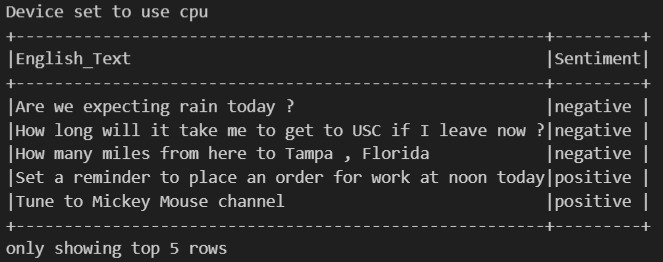 Device set to use cpu
+----------------------------------------------------+---------+
|English_Text                                        |Sentiment|
+----------------------------------------------------+---------+
|Are we expecting rain today ?                       |negative |
|How long will it take me to get to USC if I leave now ?|negative |
|How many miles from here to Tampa , Florida         |negative |
|Set a reminder to place an order for work at noon today|positive |
|Tune to Mickey Mouse channel                        |positive |
+----------------------------------------------------+---------+
only showing top 5 rows